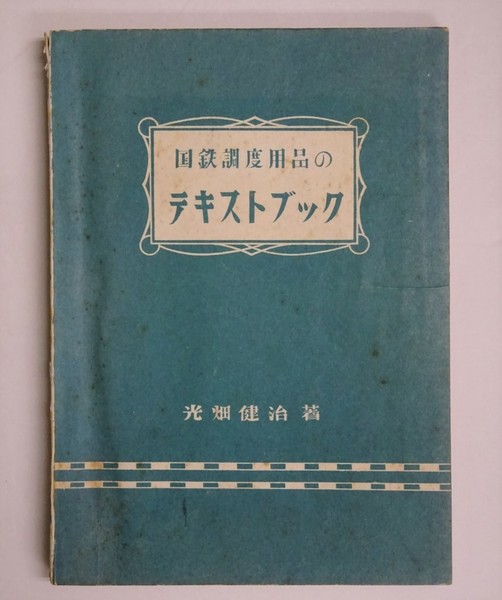 国鉄調度用品の
テキストブック
光畑健治著